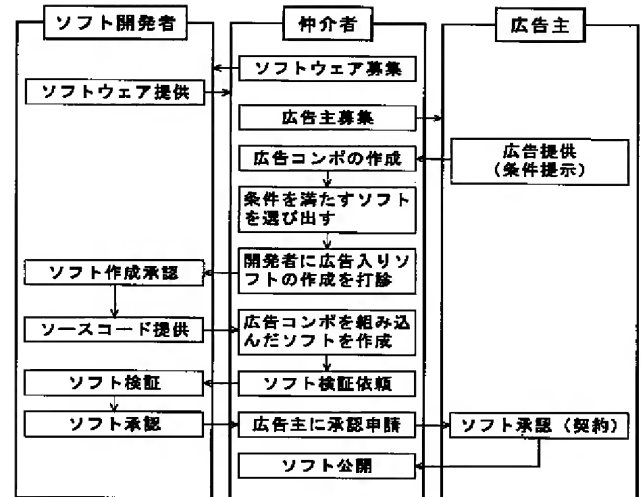 ソフト開発者
仲介者
広告主
ソフトウェア募集
ソフトウェア提供
広告主募集
広告コンポの作成
広告提供
(条件提示)
条件を満たすソフト
を選び出す
開発者に広告入りソ
フトの作成を打診
ソフト作成承認
ソースコード提供
広告コンポを組み込
んだソフトを作成
ソフト検証
ソフト検証依頼
ソフト承認
広告主に承認申請
ソフト承認(契約)
ソフト公開